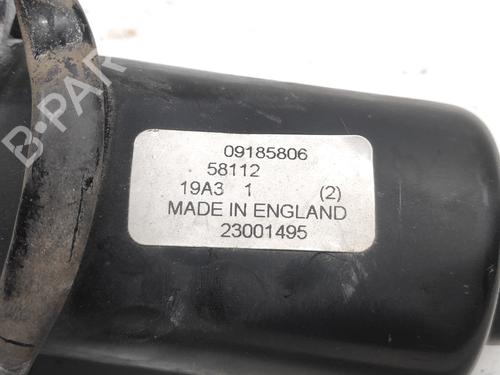 B-PAR
09185806
58112
19A3 1 (2)
MADE IN ENGLAND
23001495